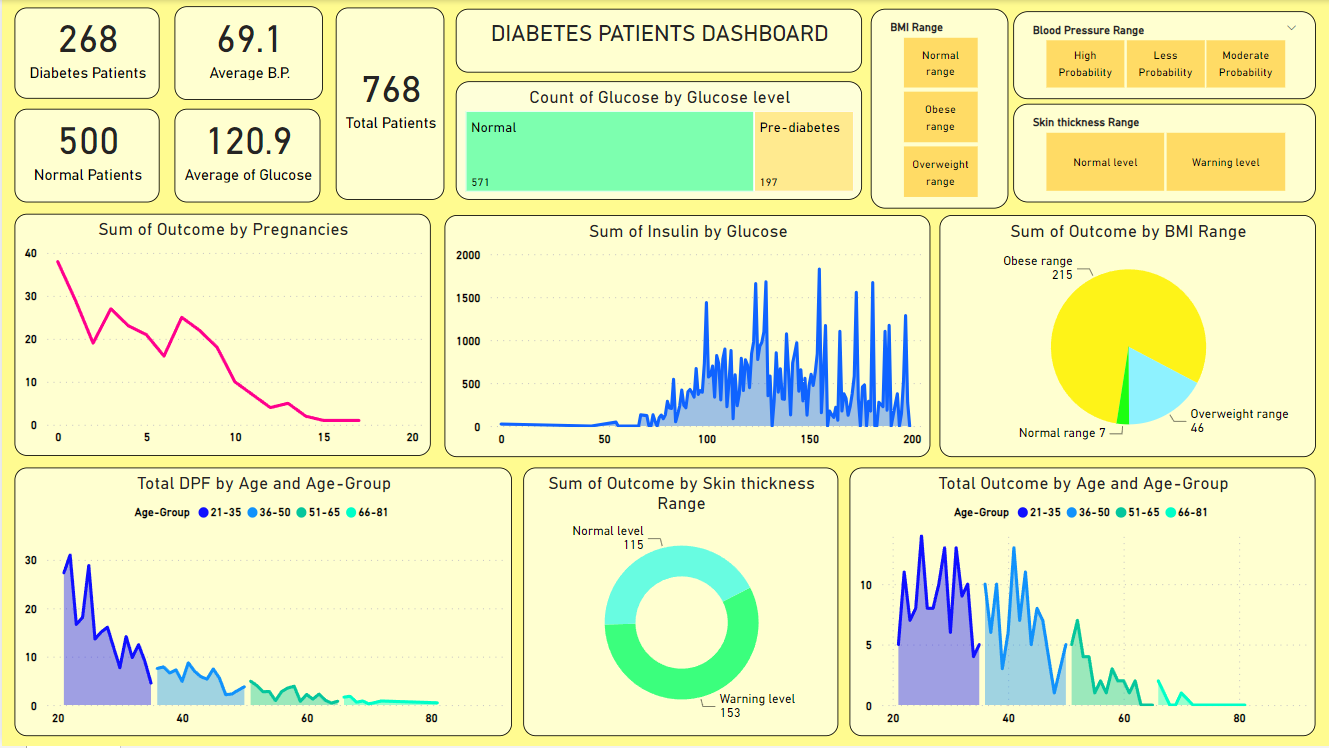 268
Diabetes Patients
69.1
Average B.P.
768
Total Patients
500
Normal Patients
120.9
Average of Glucose
DIABETES PATIENTS DASHBOARD
Count of Glucose by Glucose level
Normal
571
Pre-diabetes
197
BMI Range
Normal
range
Obese
range
Overweight
range
Blood Pressure Range
High
Probability
Less
Probability
Moderate
Probability
Skin thickness Range
Normal level
Warning level
Sum of Outcome by Pregnancies
40
30
20
10
0
0 5 10 15 20
Sum of Insulin by Glucose
2000
1500
1000
500
0
0 50 100 150 200
Sum of Outcome by BMI Range
Obese range
215
Overweight range
46
Normal range 7
Total DPF by Age and Age-Group
Age-Group 21-35 36-50 51-65 66-81
30
20
10
0
20 40 60 80
Sum of Outcome by Skin thickness
Range
Normal level
115
Warning level
153
Total Outcome by Age and Age-Group
Age-Group 21-35 36-50 51-65 66-81
10
5
0
20 40 60 80